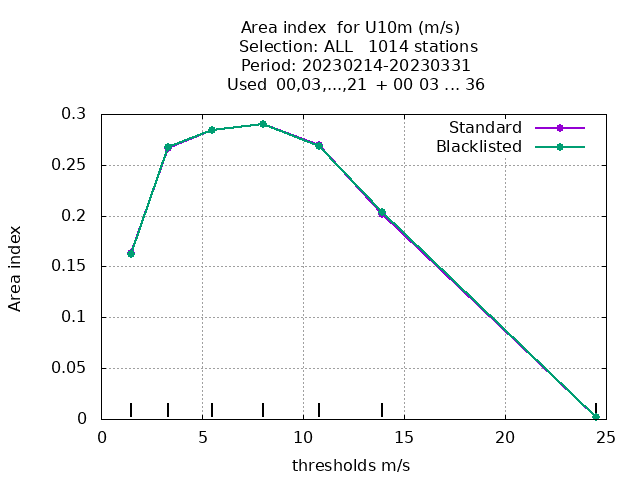 Area index  for U10m (m/s)
Selection: ALL   1014 stations
Period: 20230214-20230331
Used  00,03,...,21  + 00 03 ... 36
Standard
Blacklisted
0.3
0.25
0.2
0.15
0.1
0.05
0
Area index
0 5 10 15 20 25
thresholds m/s